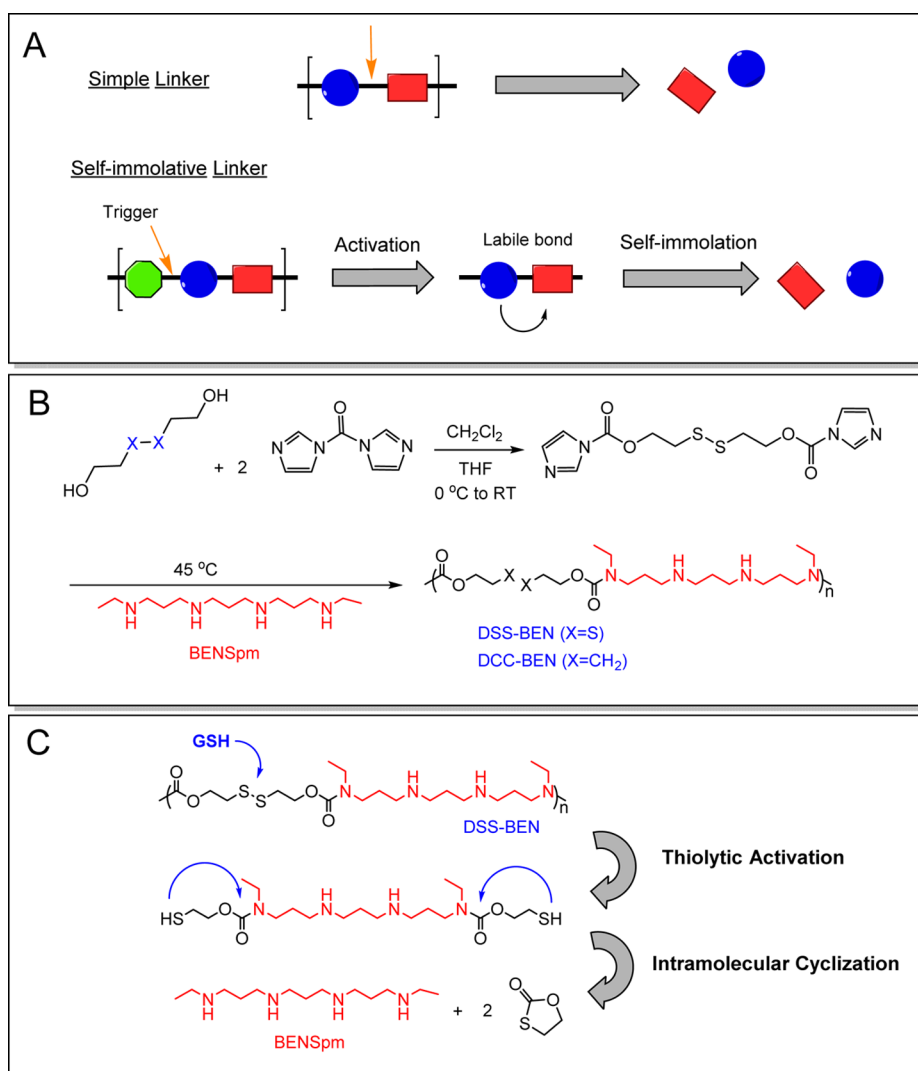 A
Simple Linker
Self-immolative Linker
Trigger
Activation
Labile bond
Self-immolation
B
OH
X-X
HO
+ 2
O
N N N N
CH2Cl2
THF
0 °C to RT
N N O O S S O O N N
45 °C
N N N N
H H H H
BENSpm
O O X X O O N H N H N N n
DSS-BEN (X=S)
DCC-BEN (X=CH2)
C
GSH
O O S S O O N H N H N N n
DSS-BEN
Thiolytic Activation
HS O O N H N H N N O O SH
Intramolecular Cyclization
N N N N
H H H H
BENSpm
+ 2
O O S